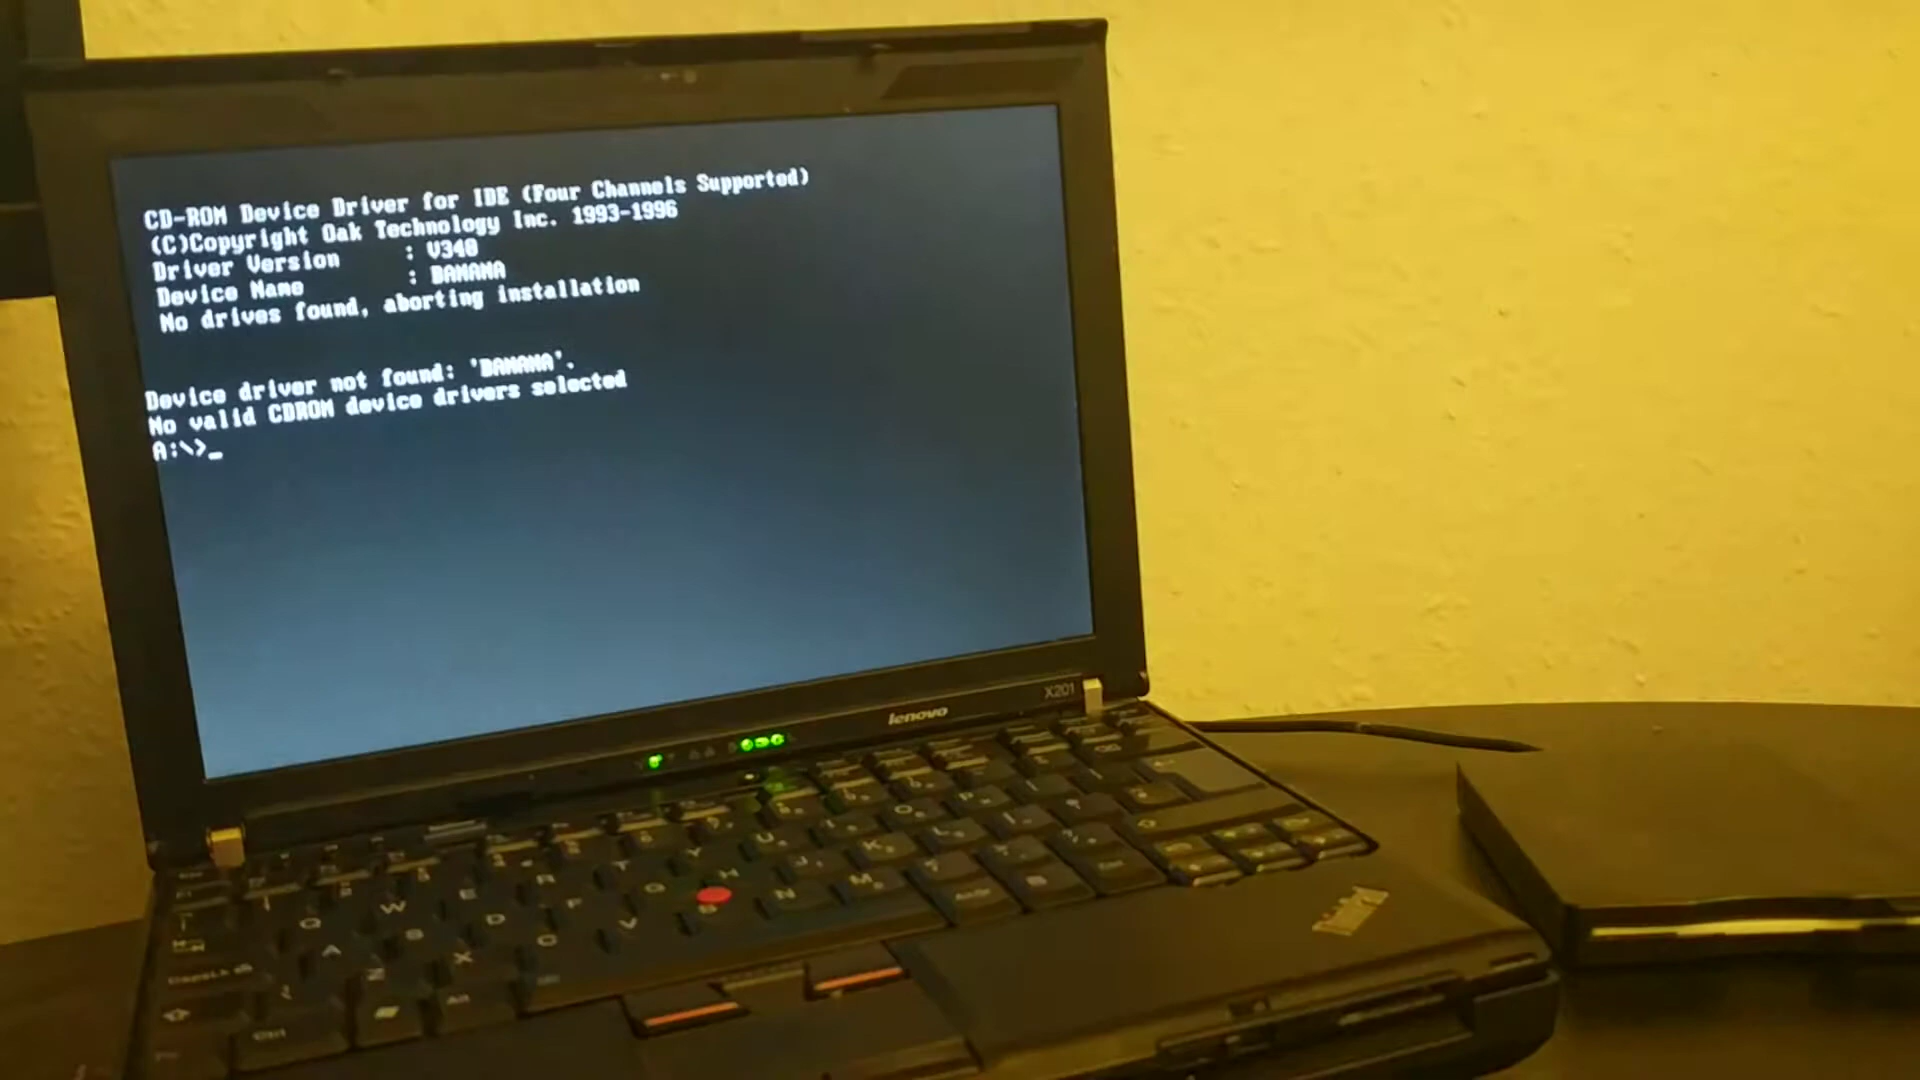 CD-ROM Device Driver for IDE (Four Channels Supported)
(C)Copyright Oak Technology Inc. 1993-1996
Driver Version : V340
Device Name : BANANA
No drives found, aborting installation
Device driver not found: 'BANANA'.
No valid CDROM device drivers selected
A:\>_
X201
lenovo
ThinkPad
Q W E R T Y U
A S D F G H J K L
Z X C V B N M
Ctrl
Alt